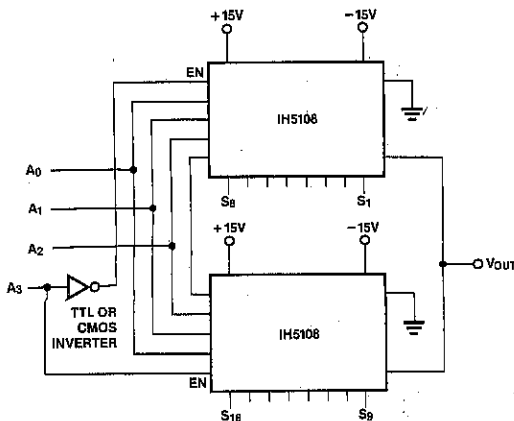 +15V
−15V
EN
IH5108
A0
A1
A2
A3
S8
S1
+15V
−15V
VOUT
TTL OR
CMOS
INVERTER
IH5108
EN
S16
S9